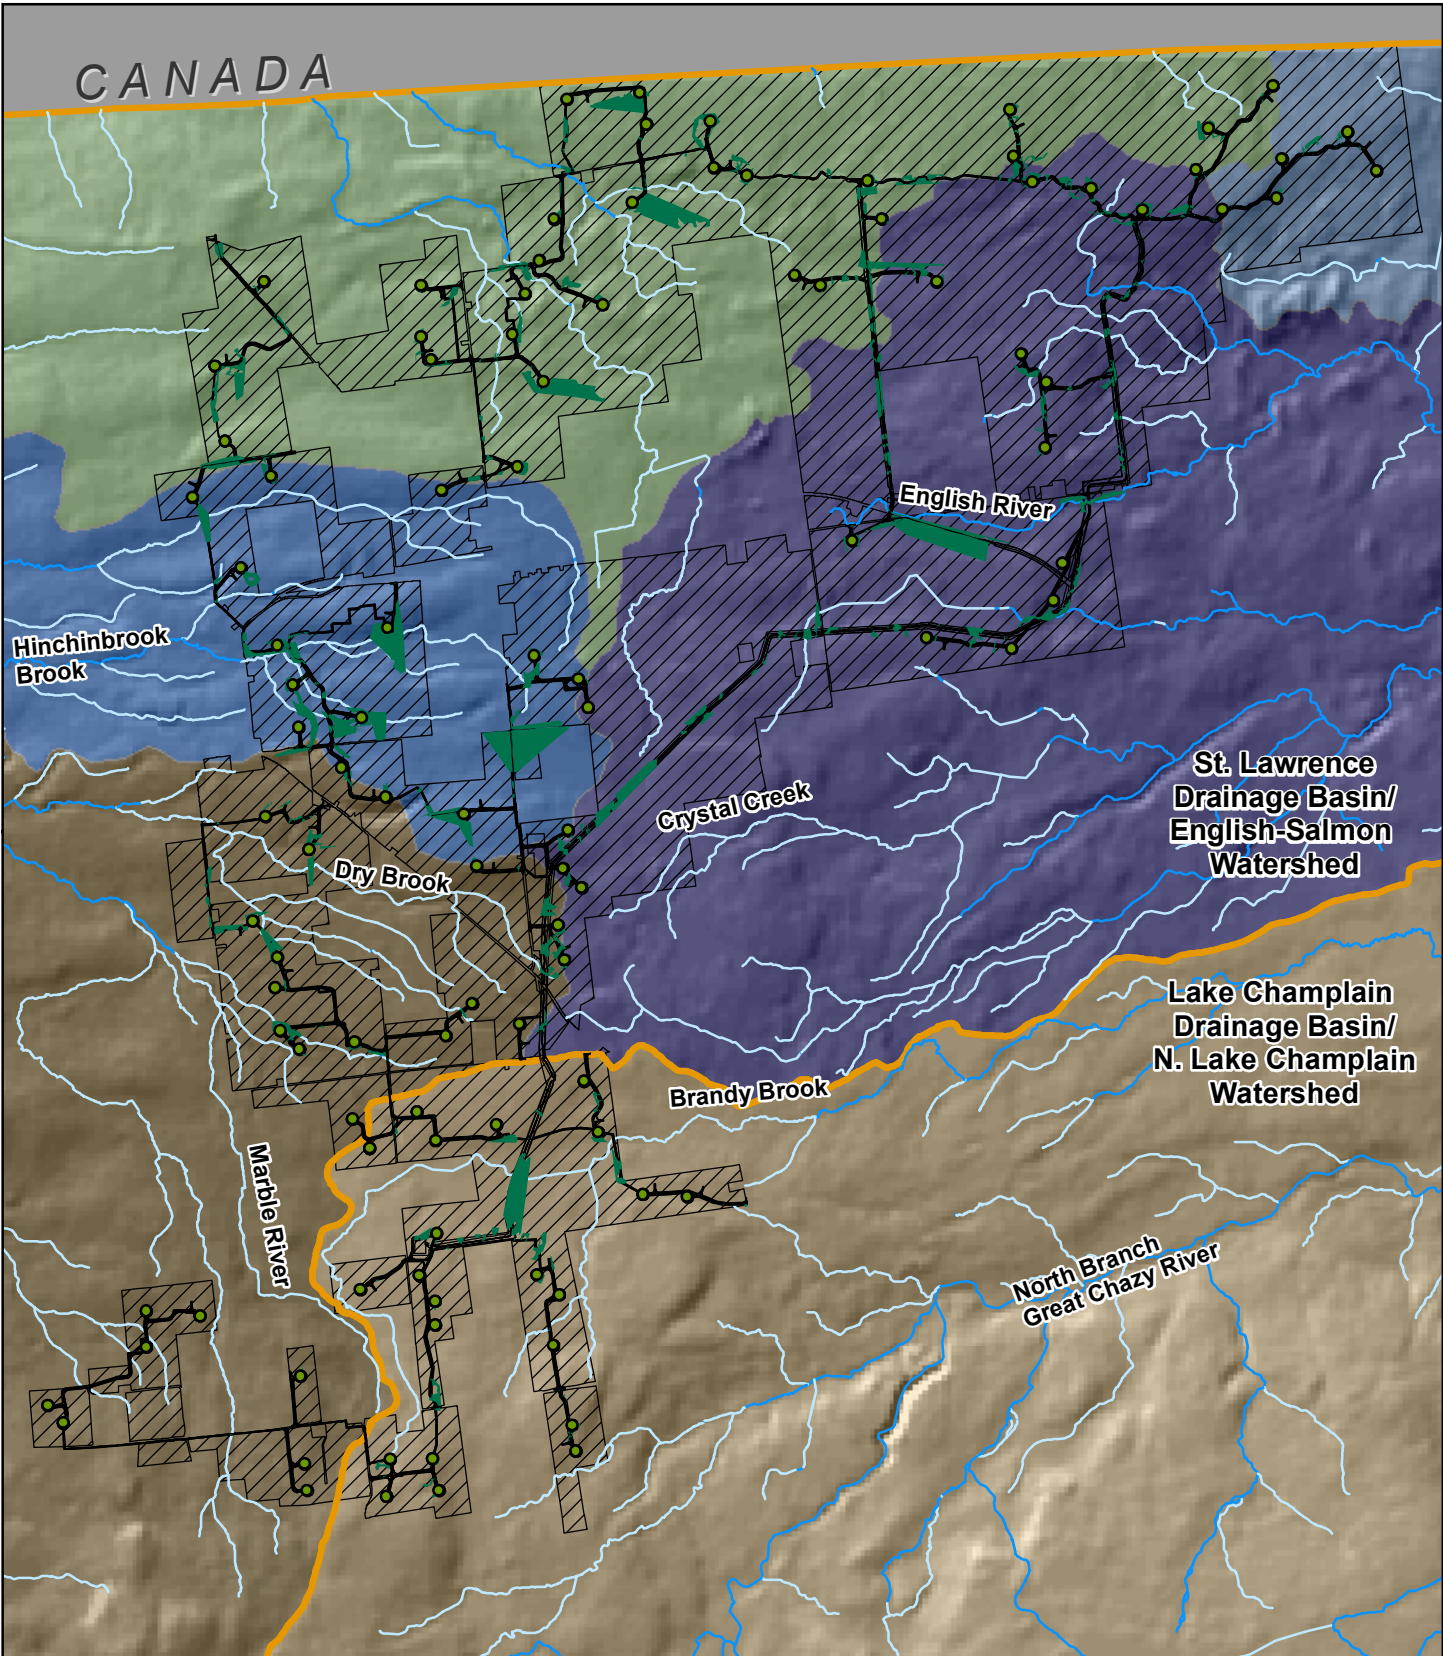 CANADA
English River
Hinchinbrook
Brook
St. Lawrence
Drainage Basin/
English-Salmon
Watershed
Crystal Creek
Dry Brook
Lake Champlain
Drainage Basin/
N. Lake Champlain
Watershed
Brandy Brook
Marble River
North Branch
Great Chazy River